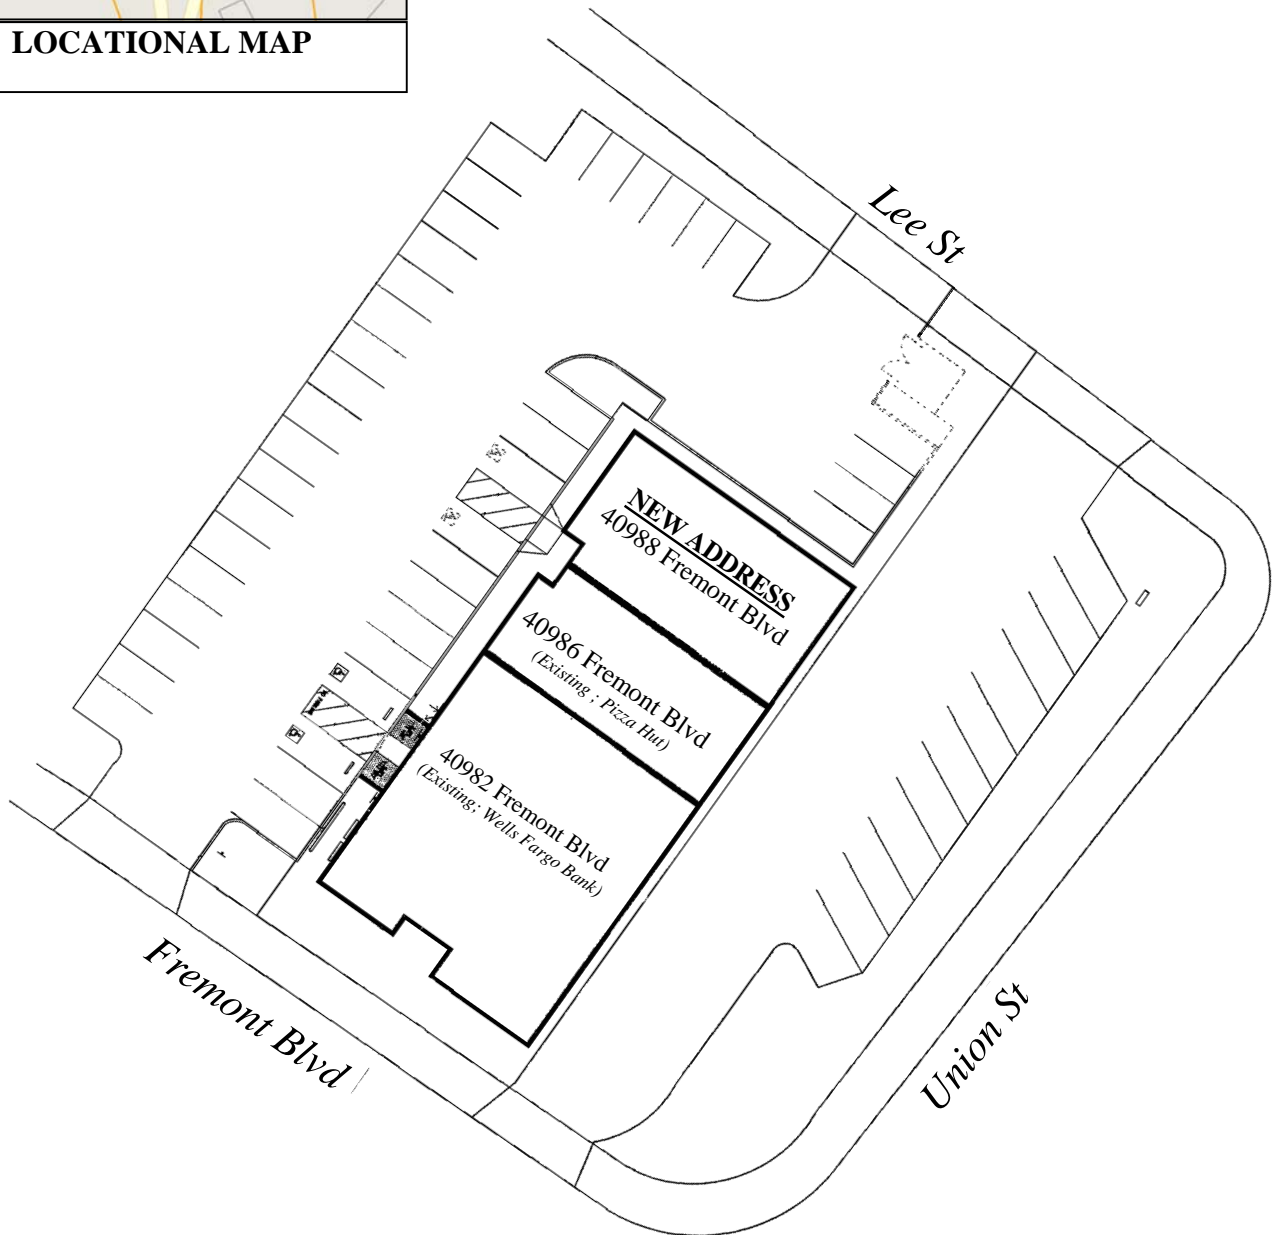 LOCATIONAL MAP
Lee St
NEW ADDRESS
40988 Fremont Blvd
40986 Fremont Blvd
(Existing ; Pizza Hut)
40982 Fremont Blvd
(Existing; Wells Fargo Bank)
Fremont Blvd
Union St